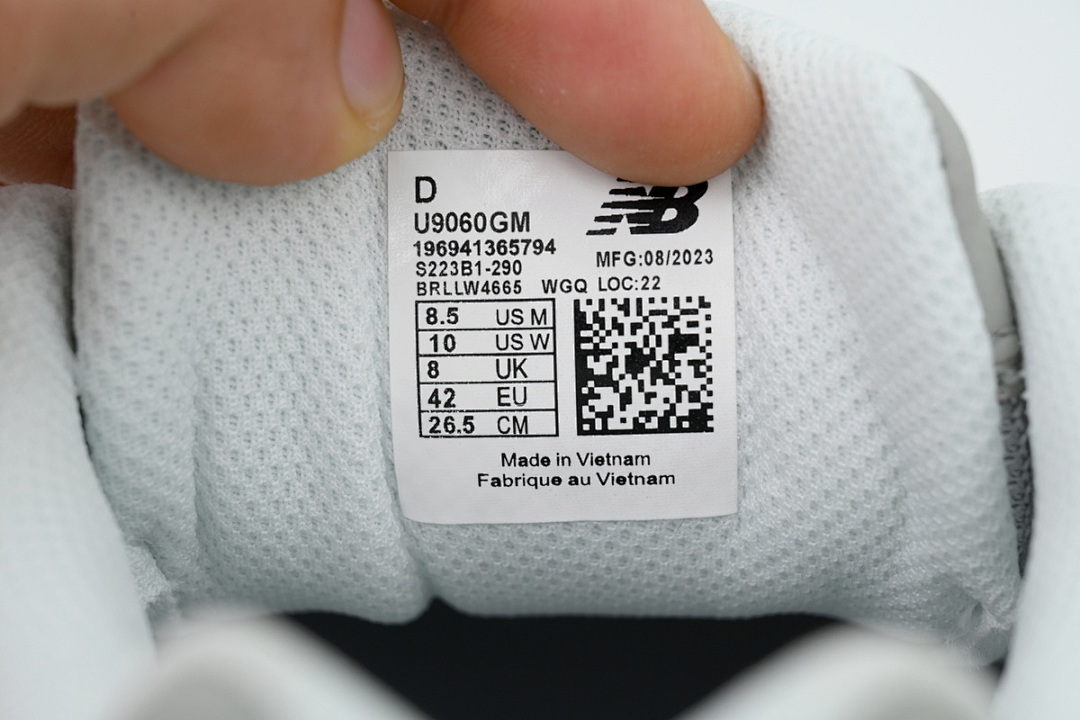 D
NB
U9060GM
196941365794
MFG:08/2023
S223B1-290
BRLLW4665 WGQ LOC:22
8.5 US M
10 US W
8 UK
42 EU
26.5 CM
Made in Vietnam
Fabrique au Vietnam